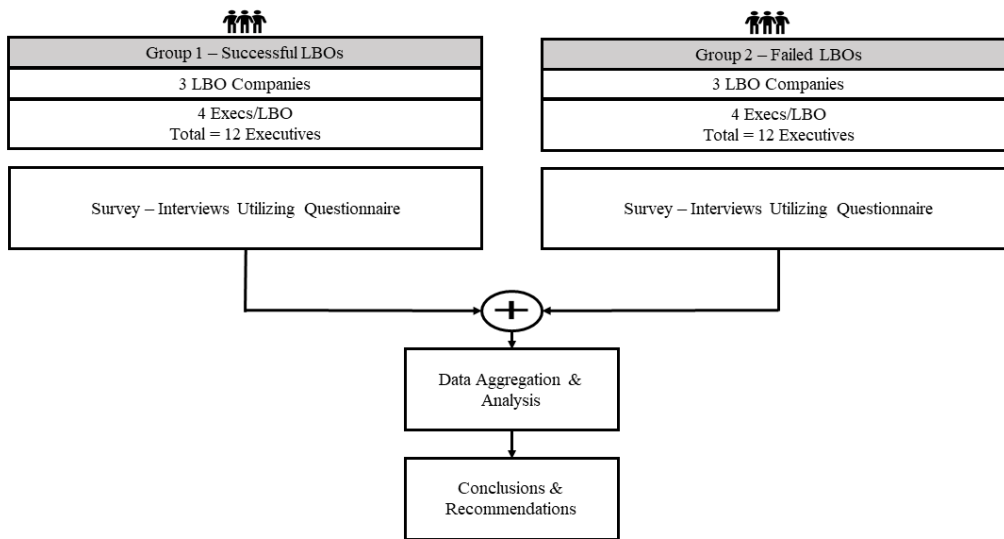 Group 1 – Successful LBOs
3 LBO Companies
4 Execs/LBO
Total = 12 Executives
Survey – Interviews Utilizing Questionnaire
Group 2 – Failed LBOs
3 LBO Companies
4 Execs/LBO
Total = 12 Executives
Survey – Interviews Utilizing Questionnaire
Data Aggregation &
Analysis
Conclusions &
Recommendations